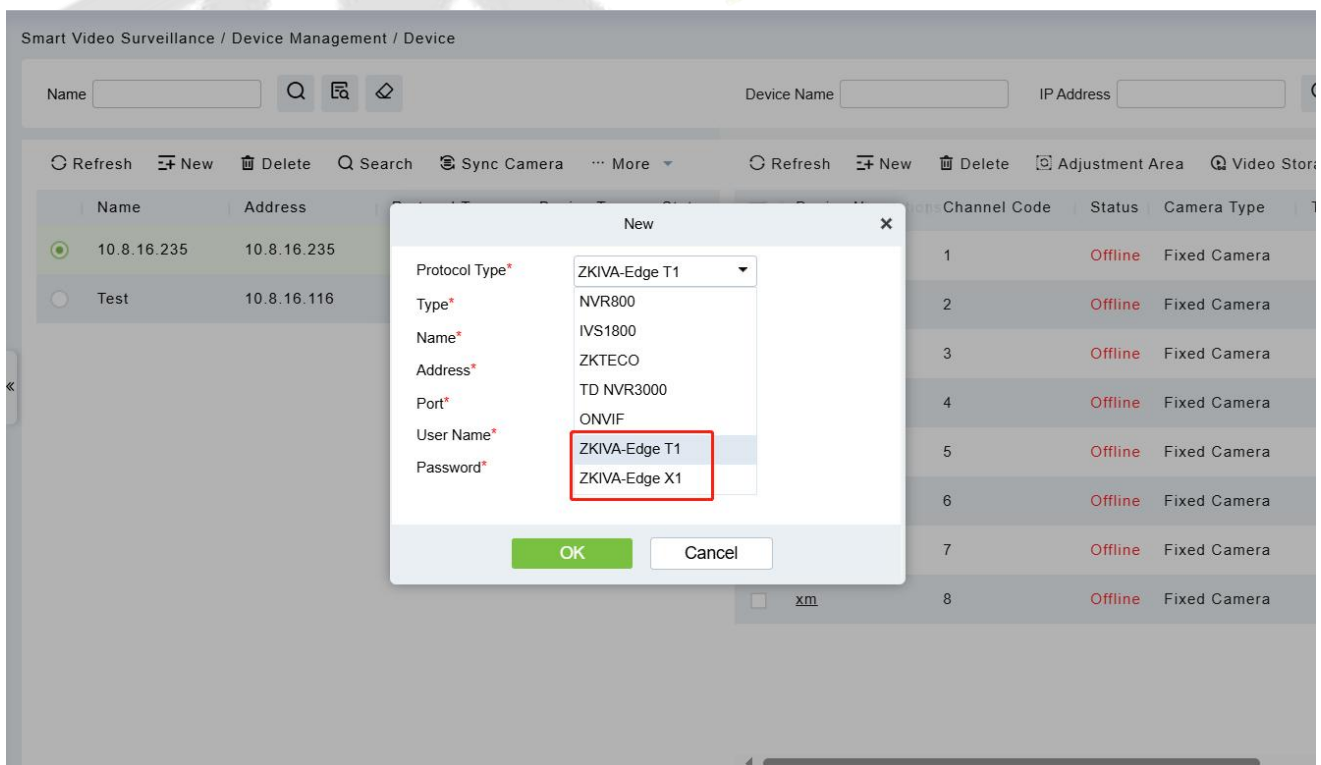 Smart Video Surveillance / Device Management / Device
Name
Device Name IP Address
Refresh New Delete Search Sync Camera ··· More
Refresh New Delete Adjustment Area Video Stor
Name Address
Channel Code Status Camera Type
10.8.16.235 10.8.16.235
Test 10.8.16.116
New ×
Protocol Type* ZKIVA-Edge T1
Type*
Name*
Address*
Port*
User Name*
Password*
NVR800
IVS1800
ZKTECO
TD NVR3000
ONVIF
ZKIVA-Edge T1
ZKIVA-Edge X1
OK Cancel
1 Offline Fixed Camera
2 Offline Fixed Camera
3 Offline Fixed Camera
4 Offline Fixed Camera
5 Offline Fixed Camera
6 Offline Fixed Camera
7 Offline Fixed Camera
xm 8 Offline Fixed Camera
«